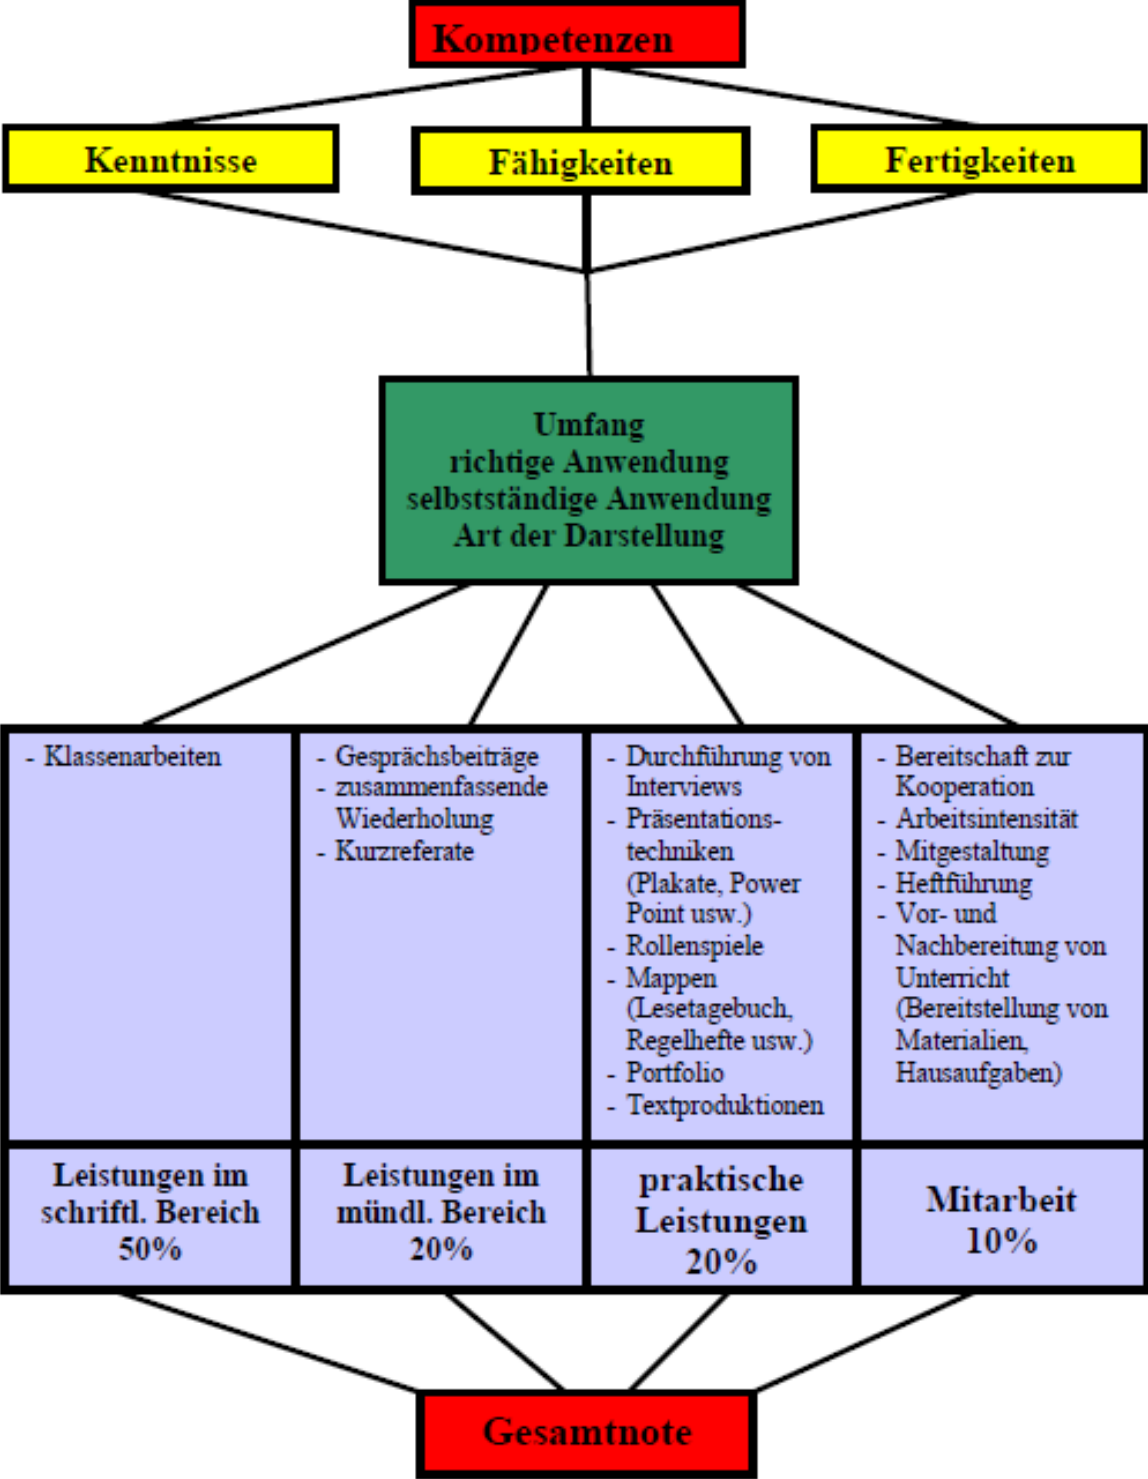 Kompetenzen
Kenntnisse
Fähigkeiten
Fertigkeiten
Umfang
richtige Anwendung
selbstständige Anwendung
Art der Darstellung
- Klassenarbeiten
- Gesprächsbeiträge
- zusammenfassende
Wiederholung
- Kurzreferate
- Durchführung von
Interviews
- Präsentations-
techniken
(Plakate, Power
Point usw.)
- Rollenspiele
- Mappen
(Lesetagebuch,
Regelhefte usw.)
- Portfolio
- Textproduktionen
- Bereitschaft zur
Kooperation
- Arbeitsintensität
- Mitgestaltung
- Heftführung
- Vor- und
Nachbereitung von
Unterricht
(Bereitstellung von
Materialien,
Hausaufgaben)
Leistungen im
schriftl. Bereich
50%
Leistungen im
mündl. Bereich
20%
praktische
Leistungen
20%
Mitarbeit
10%
Gesamtnote